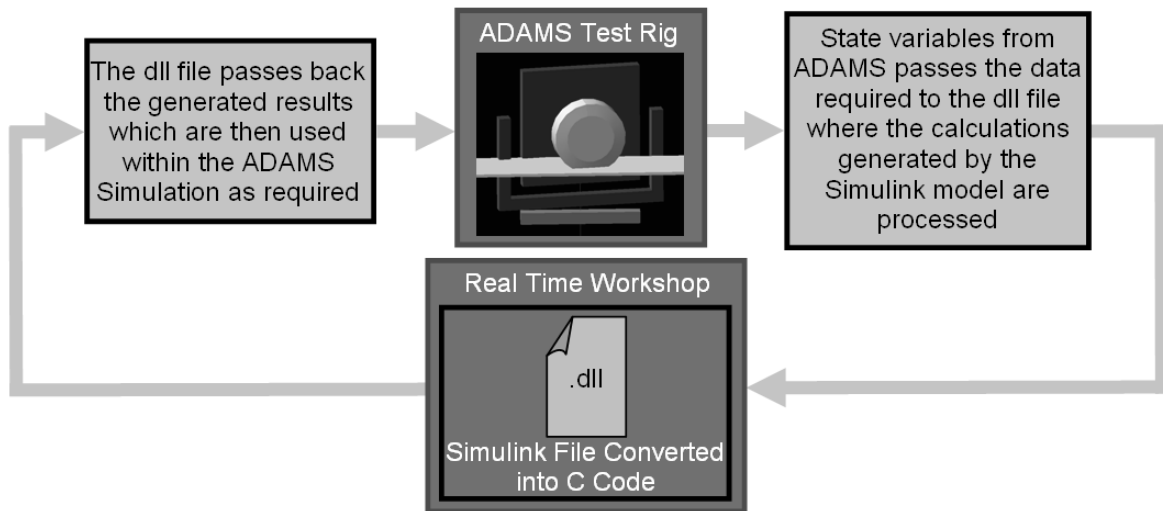 The dll file passes back
the generated results
which are then used
within the ADAMS
Simulation as required
ADAMS Test Rig
State variables from
ADAMS passes the data
required to the dll file
where the calculations
generated by the
Simulink model are
processed
Real Time Workshop
.dll
Simulink File Converted
into C Code